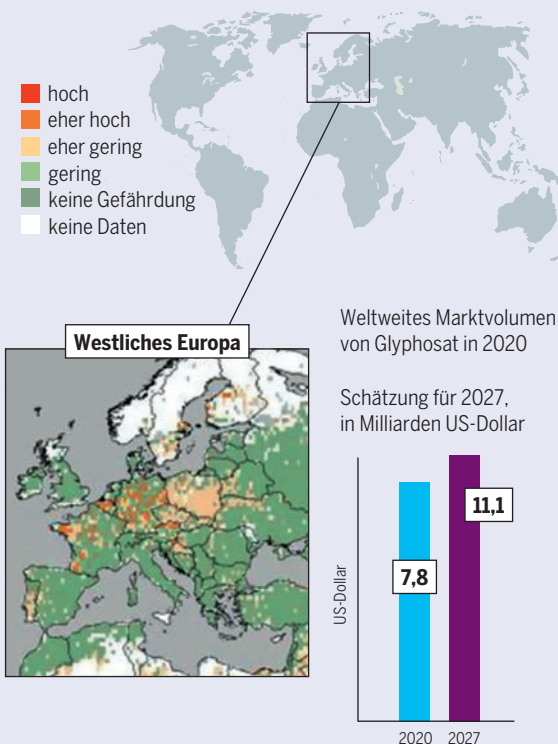 hoch
eher hoch
eher gering
gering
keine Gefährdung
keine Daten
Westliches Europa
Weltweites Marktvolumen
von Glyphosat in 2020
Schätzung für 2027,
in Milliarden US-Dollar
11,1
7,8
US-Dollar
2020 2027